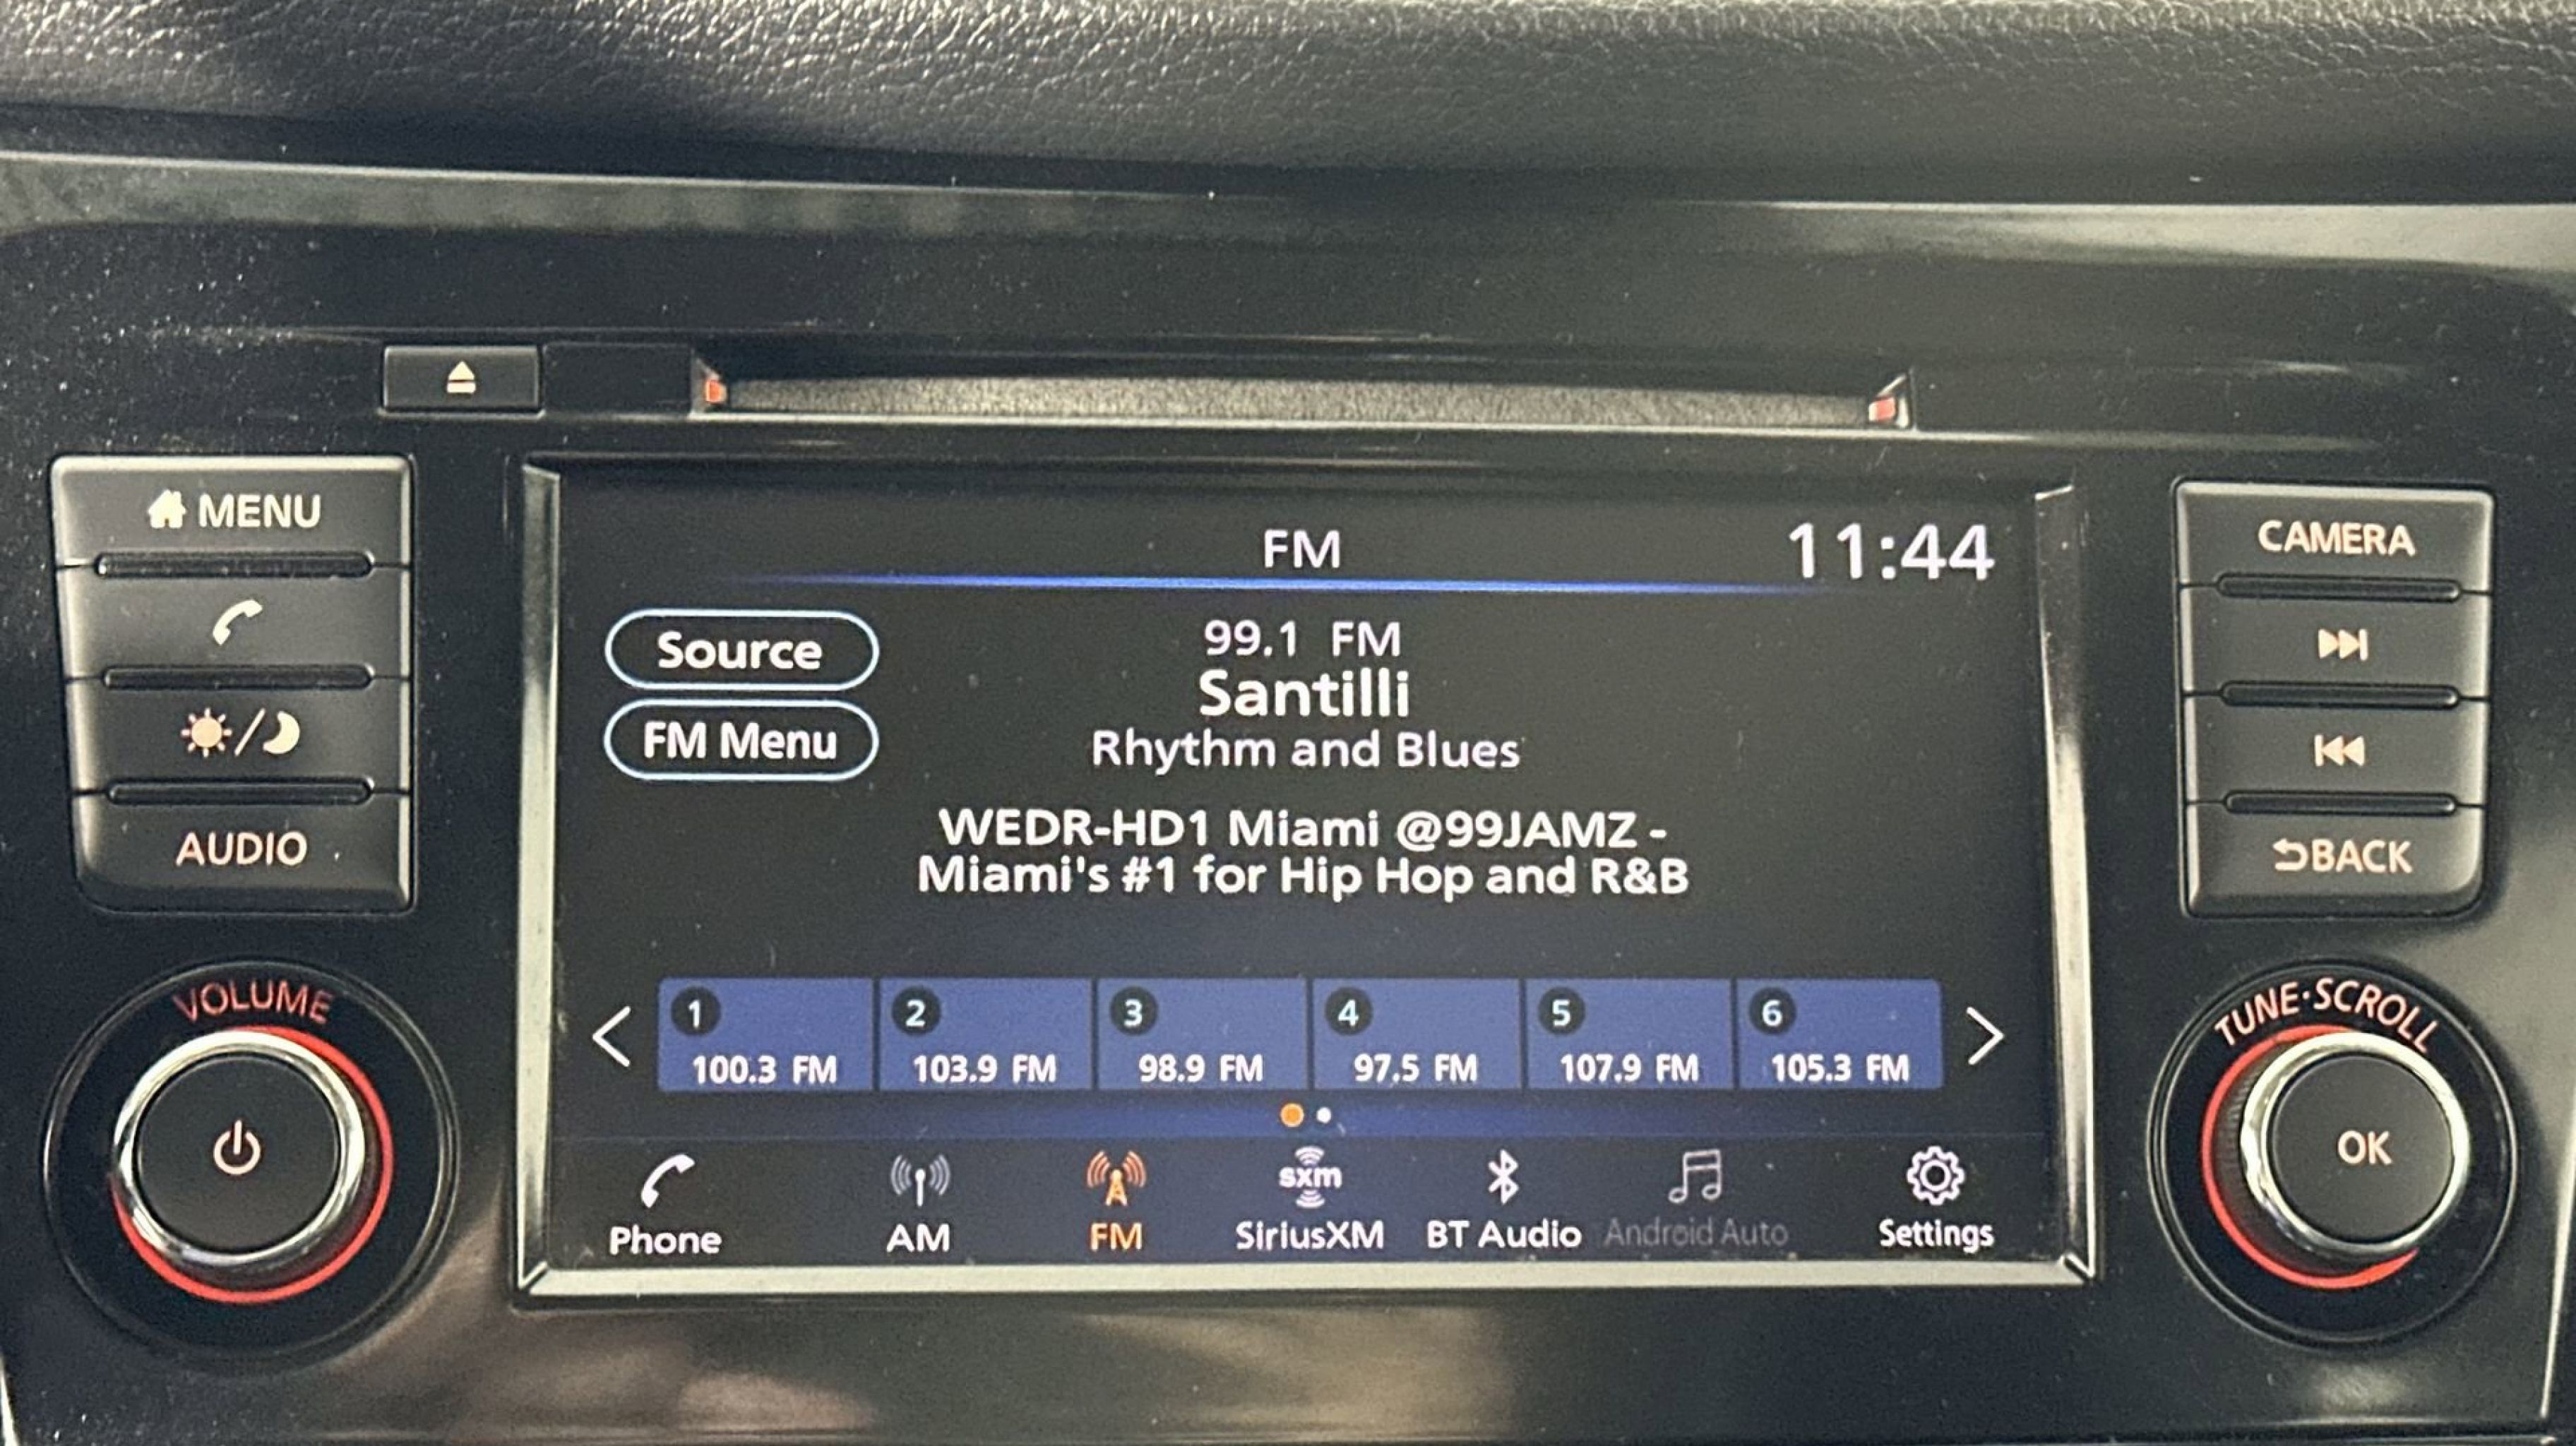 MENU
AUDIO
VOLUME
FM
11:44
Source
FM Menu
99.1 FM
Santilli
Rhythm and Blues
WEDR-HD1 Miami @99JAMZ -
Miami's #1 for Hip Hop and R&B
1 2 3 4 5 6
100.3 FM 103.9 FM 98.9 FM 97.5 FM 107.9 FM 105.3 FM
sxm
Phone AM FM SiriusXM BT Audio Android Auto Settings
CAMERA
BACK
TUNE·SCROLL
OK